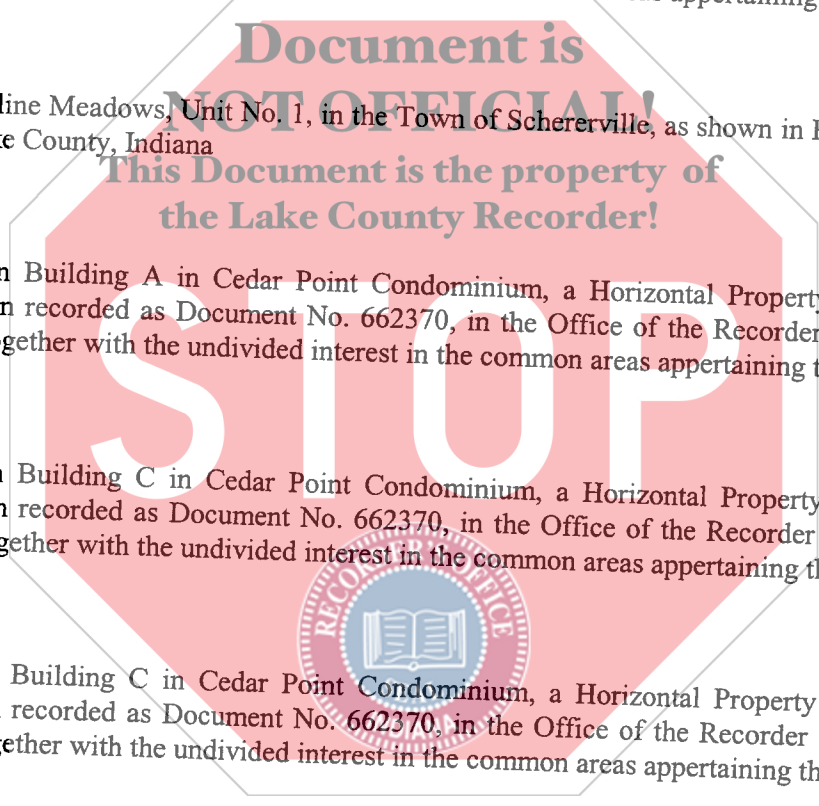 appertaining
Document is
NOT OFFICIAL!
line Meadows, Unit No. 1, in the Town of Schererville, as shown in
County, Indiana
This Document is the property of
the Lake County Recorder!
Building A in Cedar Point Condominium, a Horizontal Property
recorded as Document No. 662370, in the Office of the Recorder
gether with the undivided interest in the common areas appertaining
STOP
Building C in Cedar Point Condominium, a Horizontal Property
recorded as Document No. 662370, in the Office of the Recorder
gether with the undivided interest in the common areas appertaining
RECORDER'S OFFICE
Building C in Cedar Point Condominium, a Horizontal Property
recorded as Document No. 662370, in the Office of the Recorder
ether with the undivided interest in the common areas appertaining